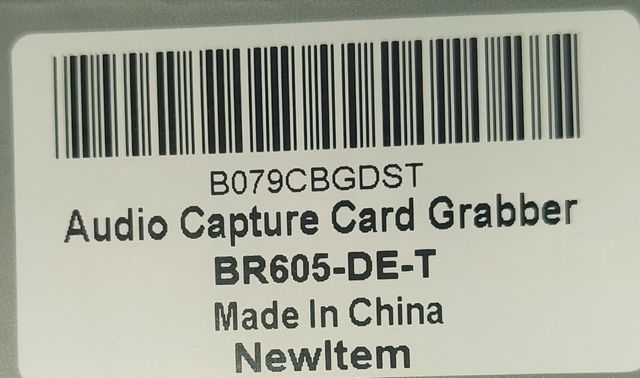 B079CBGDST
Audio Capture Card Grabber
BR605-DE-T
Made In China
NewItem